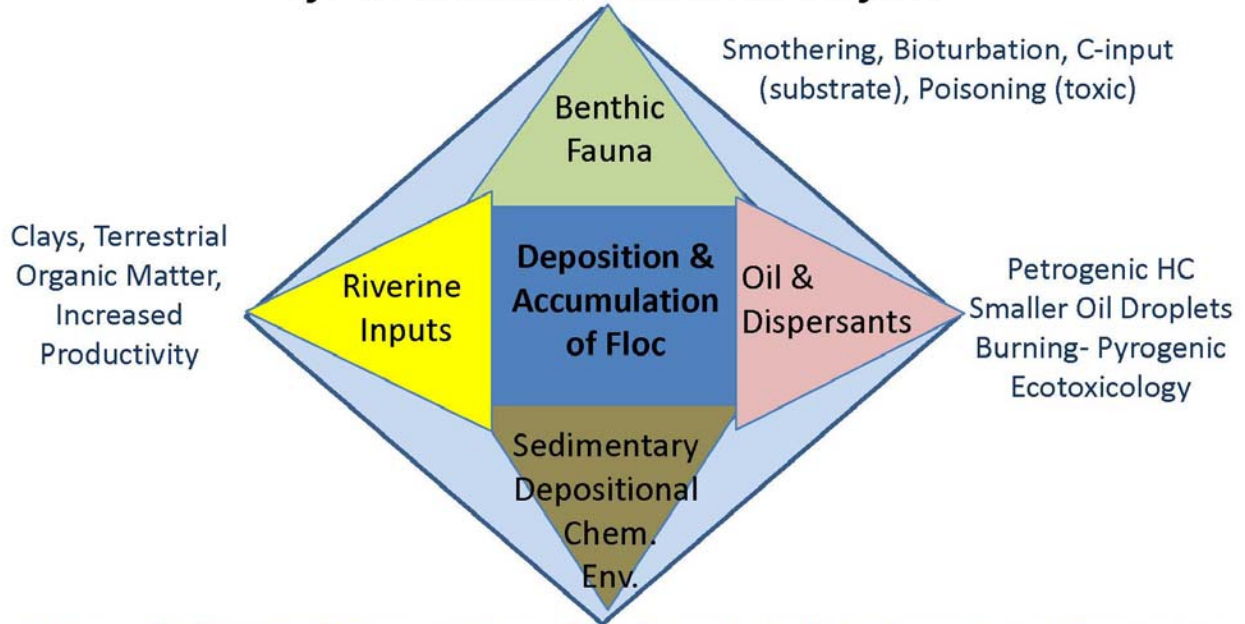 Smothering, Bioturbation, C-input
(substrate), Poisoning (toxic)
Benthic
Fauna
Clays, Terrestrial
Organic Matter,
Increased
Productivity
Riverine
Inputs
Deposition &
Accumulation
of Floc
Oil &
Dispersants
Petrogenic HC
Smaller Oil Droplets
Burning- Pyrogenic
Ecotoxicology
Sedimentary
Depositional
Chem.
Env.